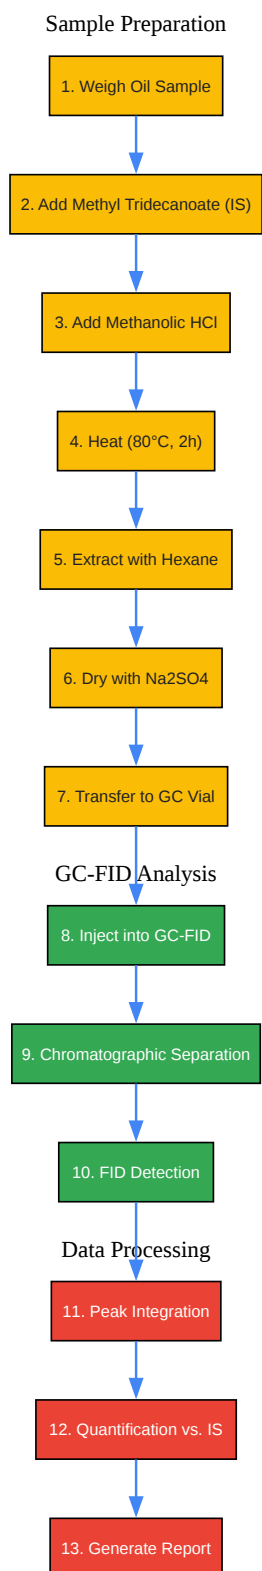 Sample Preparation
1. Weigh Oil Sample
2. Add Methyl Tridecanoate (IS)
3. Add Methanolic HCl
4. Heat (80°C, 2h)
5. Extract with Hexane
6. Dry with Na2SO4
7. Transfer to GC Vial
GC-FID Analysis
8. Inject into GC-FID
9. Chromatographic Separation
10. FID Detection
Data Processing
11. Peak Integration
12. Quantification vs. IS
13. Generate Report